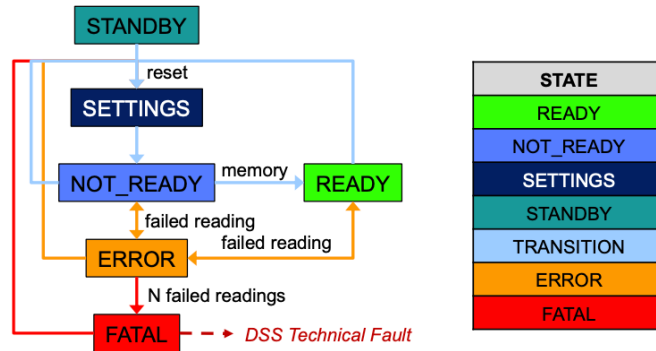 STANDBY
reset
SETTINGS
NOT_READY
memory
READY
failed reading
failed reading
ERROR
N failed readings
FATAL
DSS Technical Fault
STATE
READY
NOT_READY
SETTINGS
STANDBY
TRANSITION
ERROR
FATAL